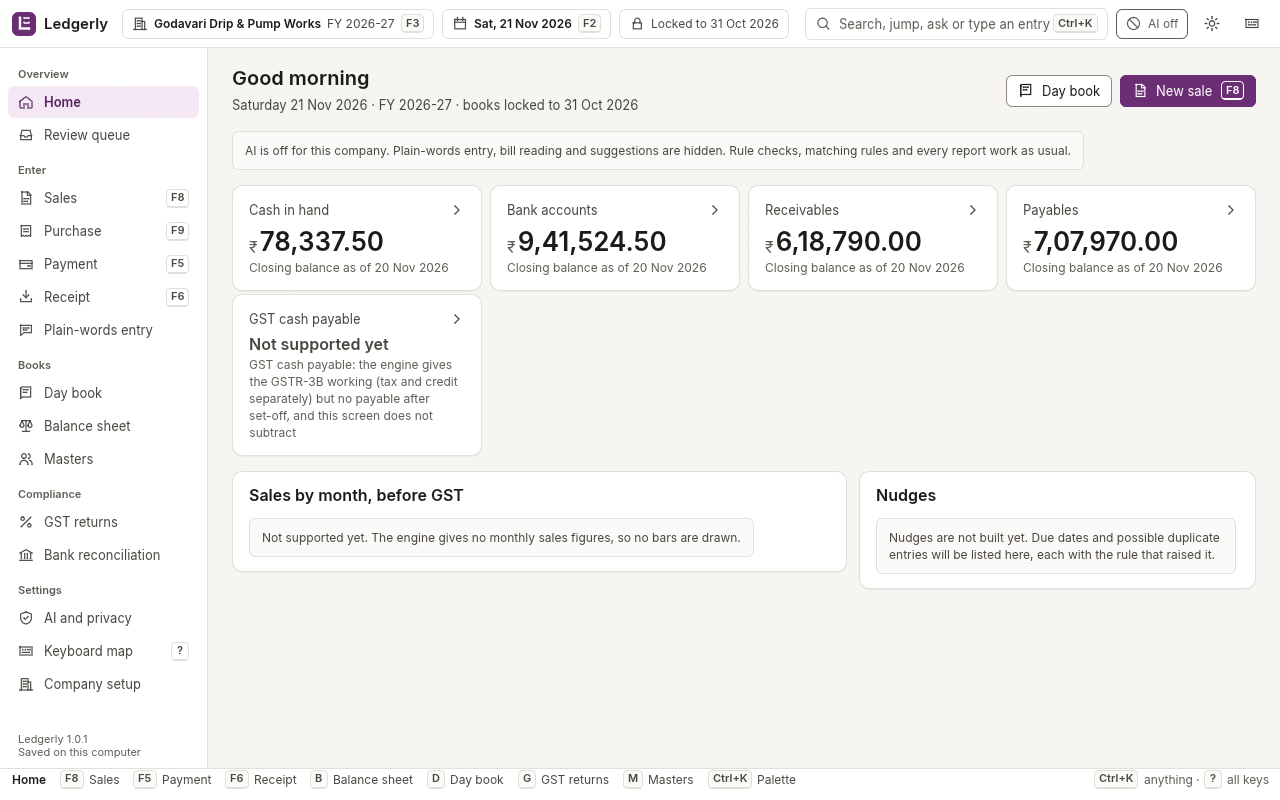 Ledgerly
Godavari Drip & Pump Works FY 2026-27 F3
Sat, 21 Nov 2026 F2
Locked to 31 Oct 2026
Search, jump, ask or type an entry Ctrl+K
AI off
Overview
Home
Review queue
Enter
Sales F8
Purchase F9
Payment F5
Receipt F6
Plain-words entry
Books
Day book
Balance sheet
Masters
Compliance
GST returns
Bank reconciliation
Settings
AI and privacy
Keyboard map ?
Company setup
Ledgerly 1.0.1
Saved on this computer
Good morning
Saturday 21 Nov 2026 · FY 2026-27 · books locked to 31 Oct 2026
Day book
New sale F8
AI is off for this company. Plain-words entry, bill reading and suggestions are hidden. Rule checks, matching rules and every report work as usual.
Cash in hand
₹78,337.50
Closing balance as of 20 Nov 2026
Bank accounts
₹9,41,524.50
Closing balance as of 20 Nov 2026
Receivables
₹6,18,790.00
Closing balance as of 20 Nov 2026
Payables
₹7,07,970.00
Closing balance as of 20 Nov 2026
GST cash payable
Not supported yet
GST cash payable: the engine gives
the GSTR-3B working (tax and credit
separately) but no payable after
set-off, and this screen does not
subtract
Sales by month, before GST
Not supported yet. The engine gives no monthly sales figures, so no bars are drawn.
Nudges
Nudges are not built yet. Due dates and possible duplicate
entries will be listed here, each with the rule that raised it.
Home F8 Sales F5 Payment F6 Receipt B Balance sheet D Day book G GST returns M Masters Ctrl+K Palette
Ctrl+K anything · ? all keys